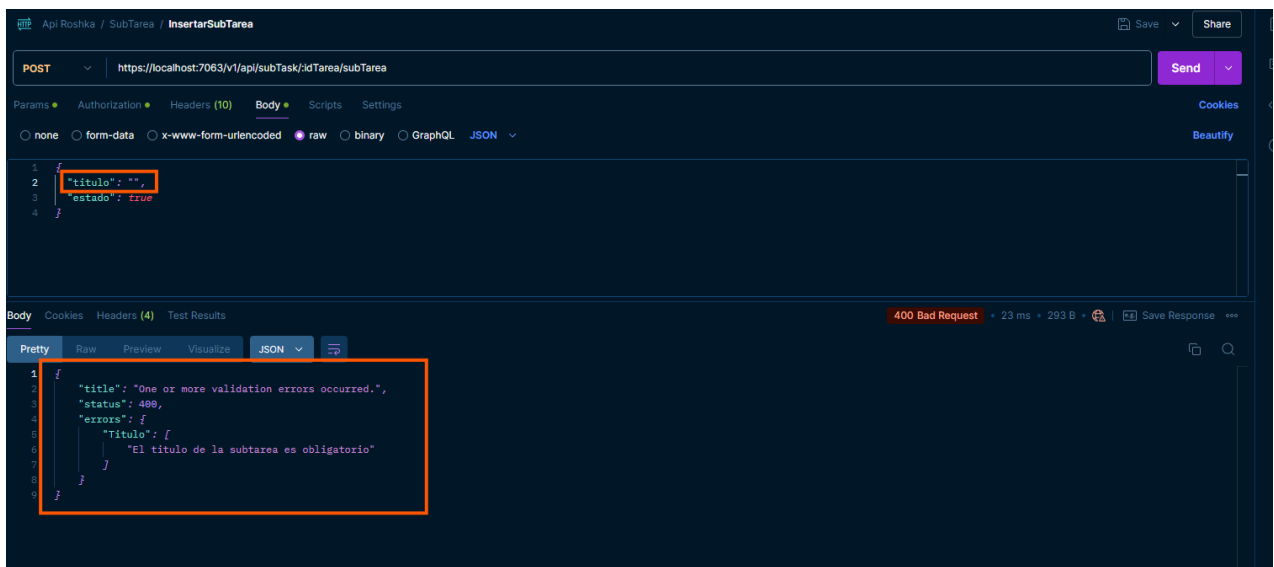 HTTP Api Roshka / SubTarea / InsertarSubTarea Save Share
POST https://localhost:7063/v1/api/subTask/:idTarea/subTarea Send
Params Authorization Headers (10) Body Scripts Settings Cookies
none form-data x-www-form-urlencoded raw binary GraphQL JSON Beautify
1 {
2 "titulo": "",
3 "estado": true
4 }
Body Cookies Headers (4) Test Results 400 Bad Request 23 ms 293 B Save Response
Pretty Raw Preview Visualize JSON
1 {
2 "title": "One or more validation errors occurred.",
3 "status": 400,
4 "errors": {
5 "Titulo": [
6 "El titulo de la subtarea es obligatorio"
7 ]
8 }
9 }